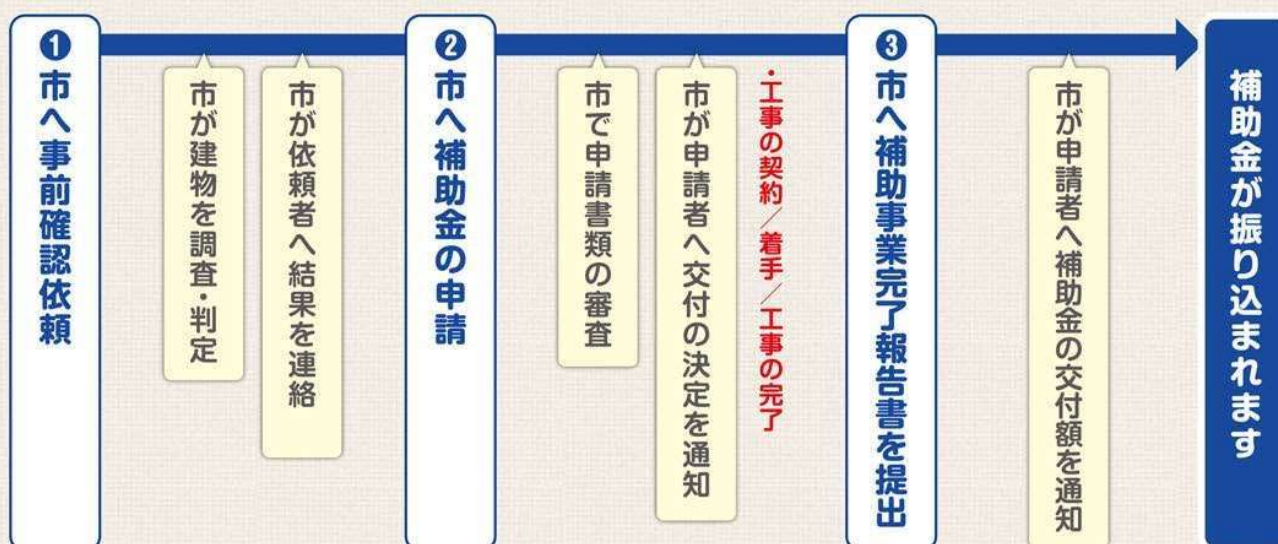 ❶市へ事前確認依頼
市が建物を調査・判定
市が依頼者へ結果を連絡
❷市へ補助金の申請
市で申請書類の審査
市が申請者へ交付の決定を通知
・工事の契約／着手／工事の完了
❸市へ補助事業完了報告書を提出
市が申請者へ補助金の交付額を通知
補助金が振り込まれます